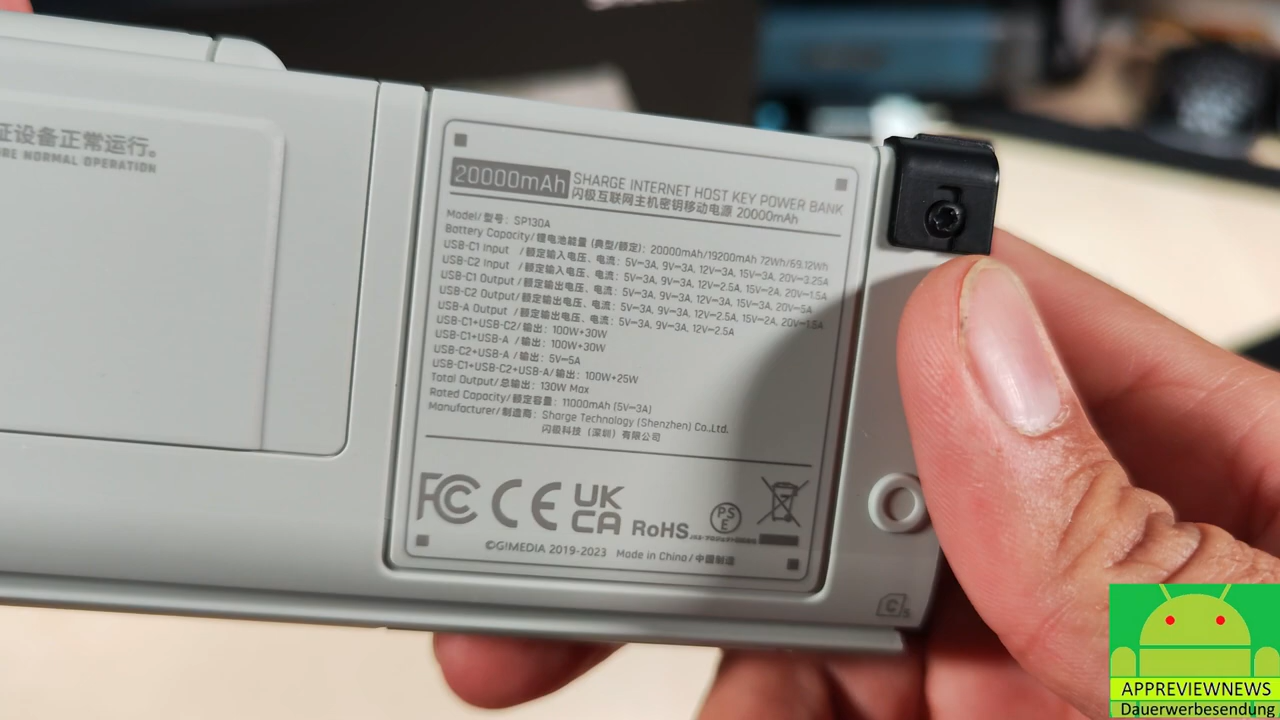 证设备正常运行。
RE NORMAL OPERATION
20000mAh SHARGE INTERNET HOST KEY POWER BANK
闪极互联网主机密钥移动电源 20000mAh
Model/型号: SP130A
Battery Capacity/锂电池能量 (典型/额定): 20000mAh/19200mAh 72Wh/69.12Wh
USB-C1 Input /额定输入电压、电流: 5V⎓3A, 9V⎓3A, 12V⎓3A, 15V⎓3A, 20V⎓3.25A
USB-C2 Input /额定输入电压、电流: 5V⎓3A, 9V⎓3A, 12V⎓2.5A, 15V⎓2A, 20V⎓1.5A
USB-C1 Output /额定输出电压、电流: 5V⎓3A, 9V⎓3A, 12V⎓3A, 15V⎓3A, 20V⎓5A
USB-C2 Output/额定输出电压、电流: 5V⎓3A, 9V⎓3A, 12V⎓2.5A, 15V⎓2A, 20V⎓1.5A
USB-A Output /额定输出电压、电流: 5V⎓3A, 9V⎓3A, 12V⎓2.5A
USB-C1+USB-C2/输出: 100W+30W
USB-C1+USB-A /输出: 100W+30W
USB-C2+USB-A /输出: 5V⎓5A
USB-C1+USB-C2+USB-A/输出: 100W+25W
Total Output/总输出: 130W Max
Rated Capacity/额定容量: 11000mAh (5V⎓3A)
Manufacturer/制造商: Sharge Technology (Shenzhen) Co.,Ltd.
闪极科技 (深圳) 有限公司
FC CE UKCA RoHS PSE
©GIMEDIA 2019-2023 Made in China/中國制造
C5
APPREVIEWNEWS
Dauerwerbesendung